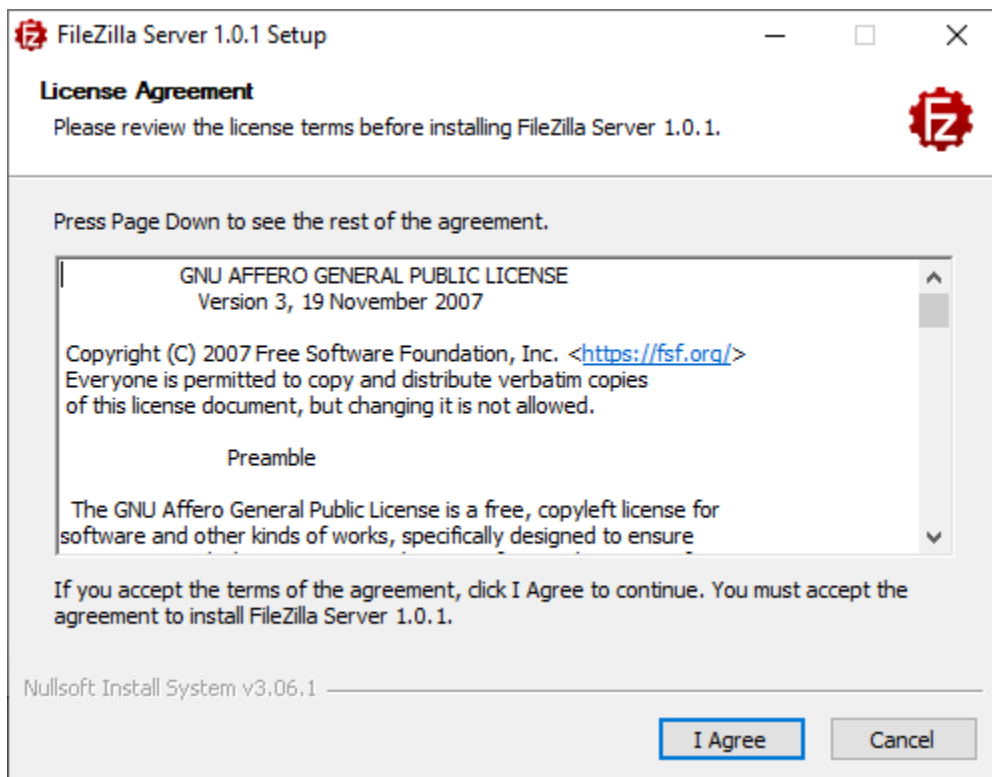 FileZilla Server 1.0.1 Setup
License Agreement
Please review the license terms before installing FileZilla Server 1.0.1.
Fz
Press Page Down to see the rest of the agreement.
GNU AFFERO GENERAL PUBLIC LICENSE
Version 3, 19 November 2007
Copyright (C) 2007 Free Software Foundation, Inc. <https://fsf.org/>
Everyone is permitted to copy and distribute verbatim copies
of this license document, but changing it is not allowed.
Preamble
The GNU Affero General Public License is a free, copyleft license for
software and other kinds of works, specifically designed to ensure
If you accept the terms of the agreement, click I Agree to continue. You must accept the
agreement to install FileZilla Server 1.0.1.
Nullsoft Install System v3.06.1
I Agree
Cancel